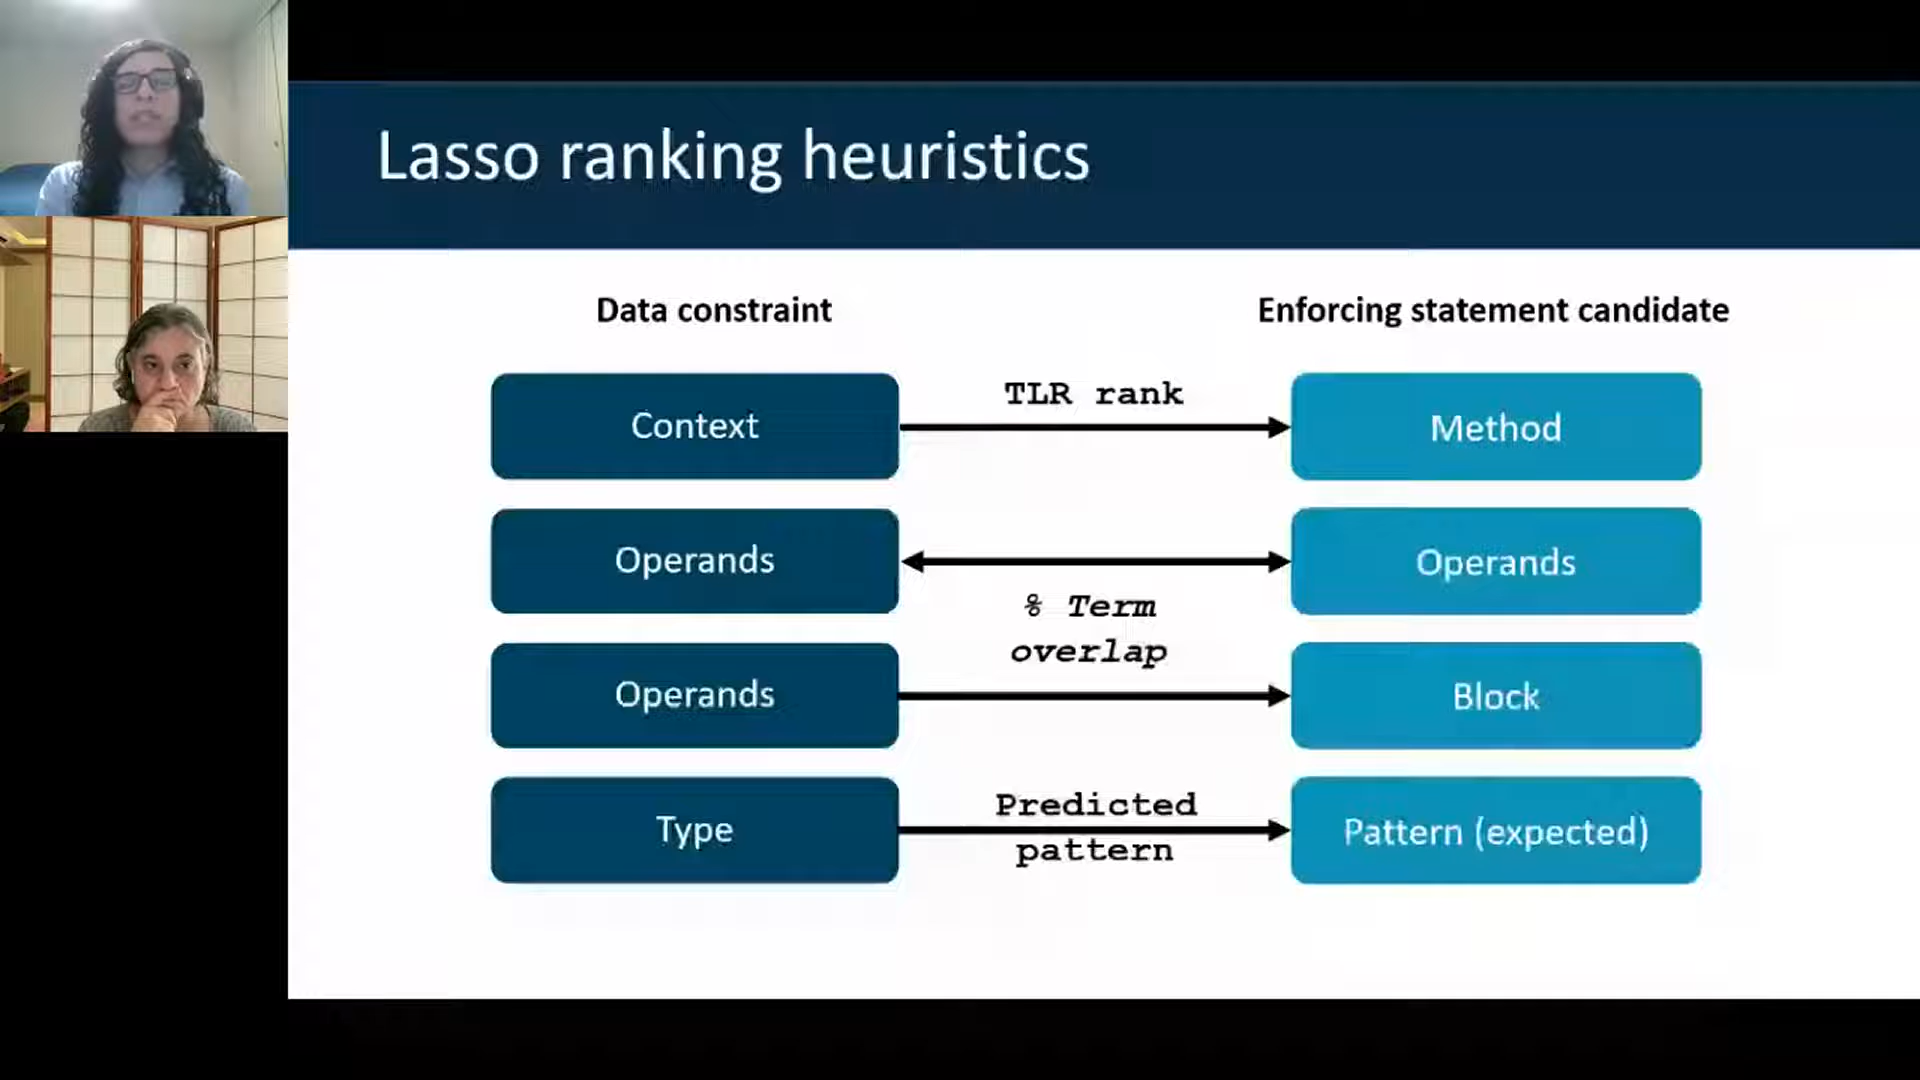 Lasso ranking heuristics
Data constraint
Enforcing statement candidate
Context
TLR rank
Method
Operands
Operands
% Term
overlap
Operands
Block
Type
Predicted
pattern
Pattern (expected)